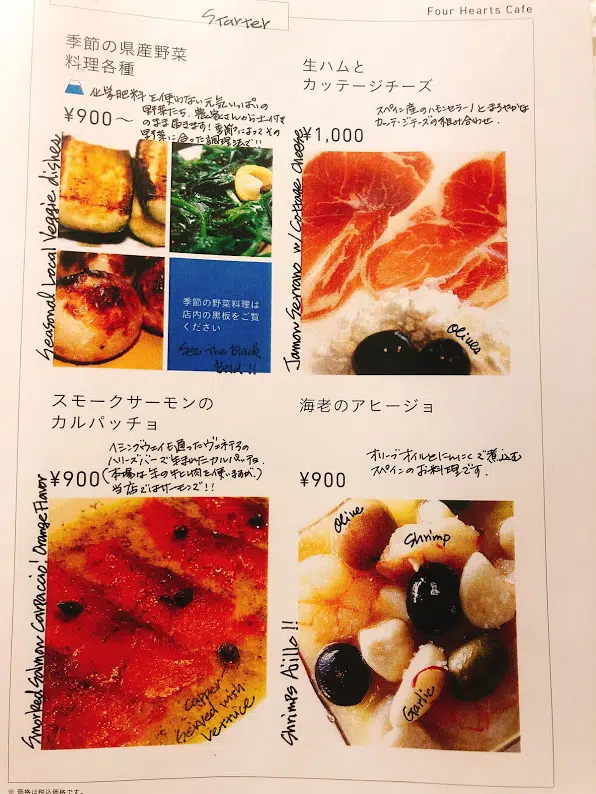 Starter
Four Hearts Cafe
季節の県産野菜
料理各種
化学肥料を使わない元気いっぱいの
野菜たち、農家さんから土付き
のまま届きます!季節によってその
野菜に合った調理法で!!
¥900〜
Seasonal Local Veggie dishes
季節の野菜料理は
店内の黒板をご覧
ください
See The Black
Bold !!
生ハムと
カッテージチーズ
スペイン産のハモンセラーノとまろやかな
カッテージチーズの組み合わせ.
¥1,000
Jamon Serrano w/ Cottage Cheese
Olives
スモークサーモンの
カルパッチョ
ヘミングウェイも通ったヴェネチアの
ハリーズバーで生まれたカルパッチョ.
(本場は生の牛ヒレ肉を使いますが.)
当店ではサーモンで!!
¥900
Smorked Salmon Carpaccio! Orange Flavor
capper
Served with
Lettuce
海老のアヒージョ
オリーブオイルとにんにくで煮込む
スペインのお料理です.
¥900
Shrimps Ajillo !!
Olive
Shrimp
Garlic
※ 価格は税込価格です。